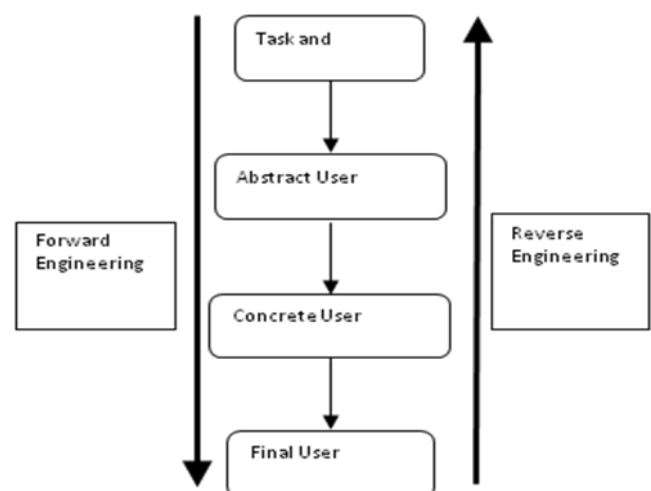 Task and
Abstract User
Forward
Engineering
Reverse
Engineering
Concrete User
Final User